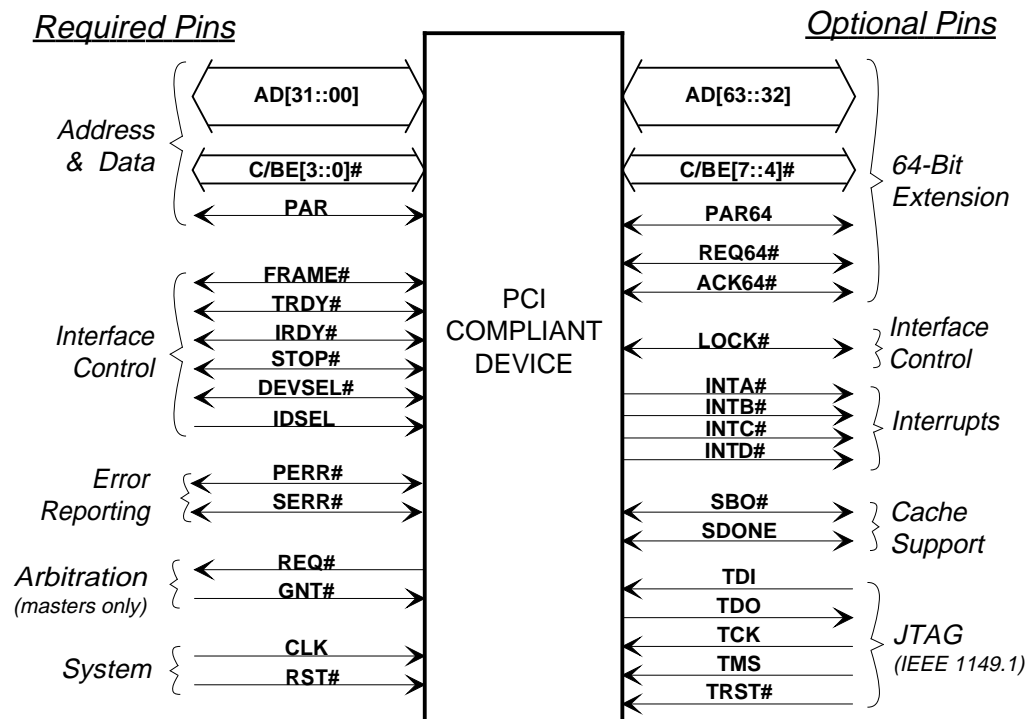 Required Pins
Address
& Data
AD[31::00]
C/BE[3::0]#
PAR
Interface
Control
FRAME#
TRDY#
IRDY#
STOP#
DEVSEL#
IDSEL
Error
Reporting
PERR#
SERR#
Arbitration
(masters only)
REQ#
GNT#
System
CLK
RST#
PCI
COMPLIANT
DEVICE
Optional Pins
AD[63::32]
C/BE[7::4]#
PAR64
REQ64#
ACK64#
64-Bit
Extension
LOCK#
Interface
Control
INTA#
INTB#
INTC#
INTD#
Interrupts
SBO#
SDONE
Cache
Support
TDI
TDO
TCK
TMS
TRST#
JTAG
(IEEE 1149.1)